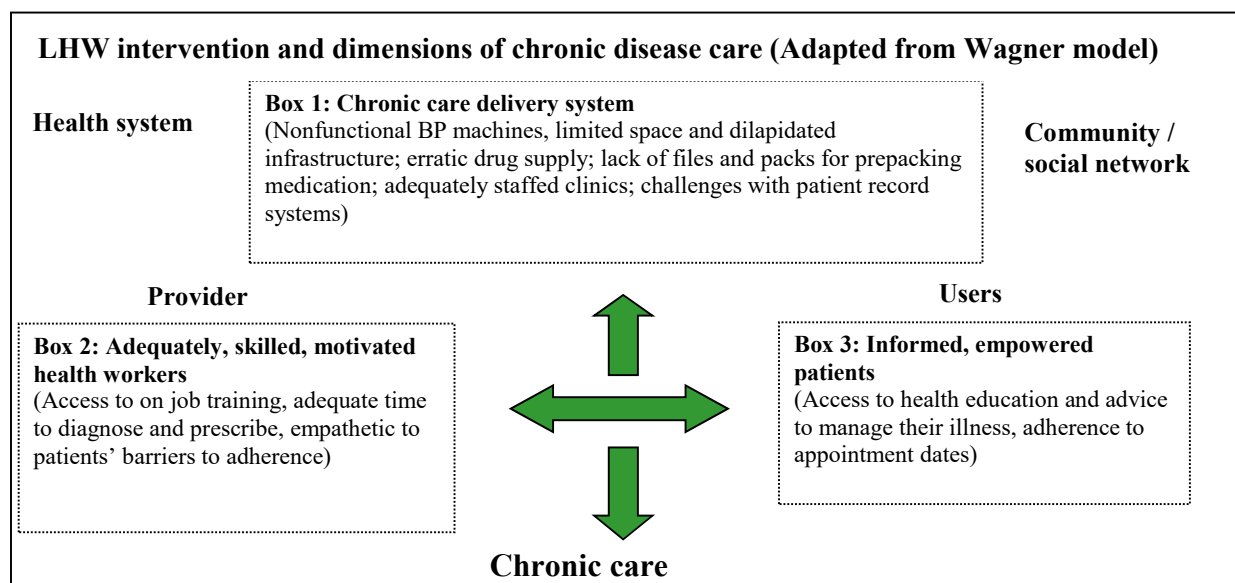 LHW intervention and dimensions of chronic disease care (Adapted from Wagner model)
Health system
Box 1: Chronic care delivery system
(Nonfunctional BP machines, limited space and dilapidated
infrastructure; erratic drug supply; lack of files and packs for prepacking
medication; adequately staffed clinics; challenges with patient record
systems)
Community /
social network
Provider
Users
Box 2: Adequately, skilled, motivated
health workers
(Access to on job training, adequate time
to diagnose and prescribe, empathetic to
patients’ barriers to adherence)
Box 3: Informed, empowered
patients
(Access to health education and advice
to manage their illness, adherence to
appointment dates)
Chronic care